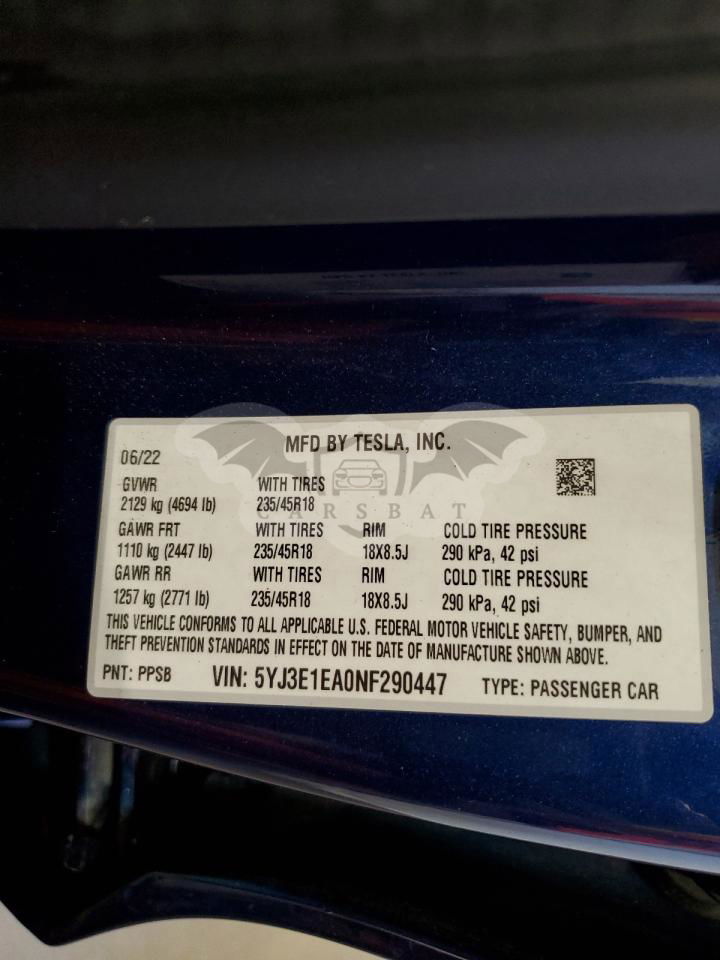 MFD BY TESLA, INC.
06/22
GVWR WITH TIRES
2129 kg (4694 lb) 235/45R18
CARSBAT
GAWR FRT WITH TIRES RIM COLD TIRE PRESSURE
1110 kg (2447 lb) 235/45R18 18X8.5J 290 kPa, 42 psi
GAWR RR WITH TIRES RIM COLD TIRE PRESSURE
1257 kg (2771 lb) 235/45R18 18X8.5J 290 kPa, 42 psi
THIS VEHICLE CONFORMS TO ALL APPLICABLE U.S. FEDERAL MOTOR VEHICLE SAFETY, BUMPER, AND
THEFT PREVENTION STANDARDS IN EFFECT ON THE DATE OF MANUFACTURE SHOWN ABOVE.
PNT: PPSB VIN: 5YJ3E1EA0NF290447 TYPE: PASSENGER CAR